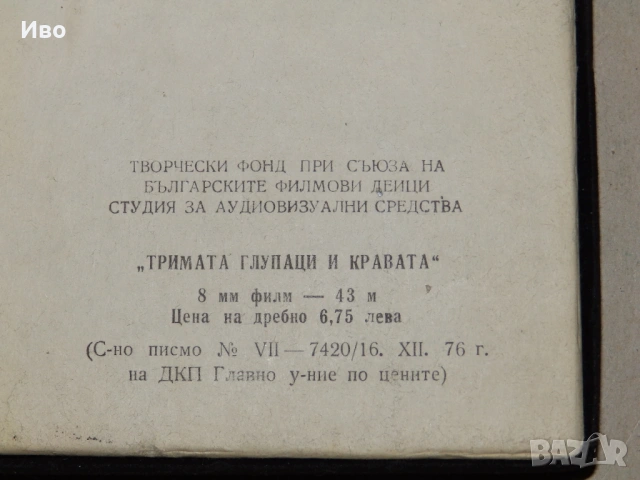 Иво
ТВОРЧЕСКИ ФОНД ПРИ СЪЮЗА НА
БЪЛГАРСКИТЕ ФИЛМОВИ ДЕЙЦИ
СТУДИЯ ЗА АУДИОВИЗУАЛНИ СРЕДСТВА
„ТРИМАТА ГЛУПАЦИ И КРАВАТА“
8 мм филм — 43 м
Цена на дребно 6,75 лева
(С-но писмо № VII — 7420/16. XII. 76 г.
на ДКП Главно у-ние по цените)
BAZAR